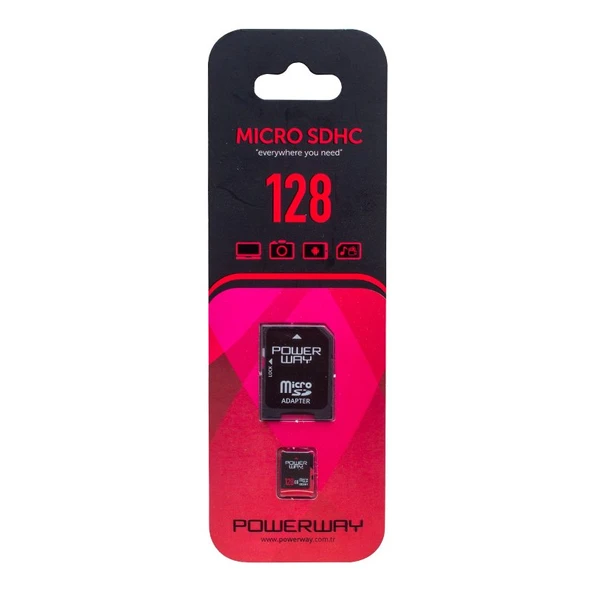 MICRO SDHC
"everywhere you need"
128
POWER
WAY
LOCK
Micro
SD
ADAPTER
POWER
WAY
128
POWERWAY
www.powerway.com.tr